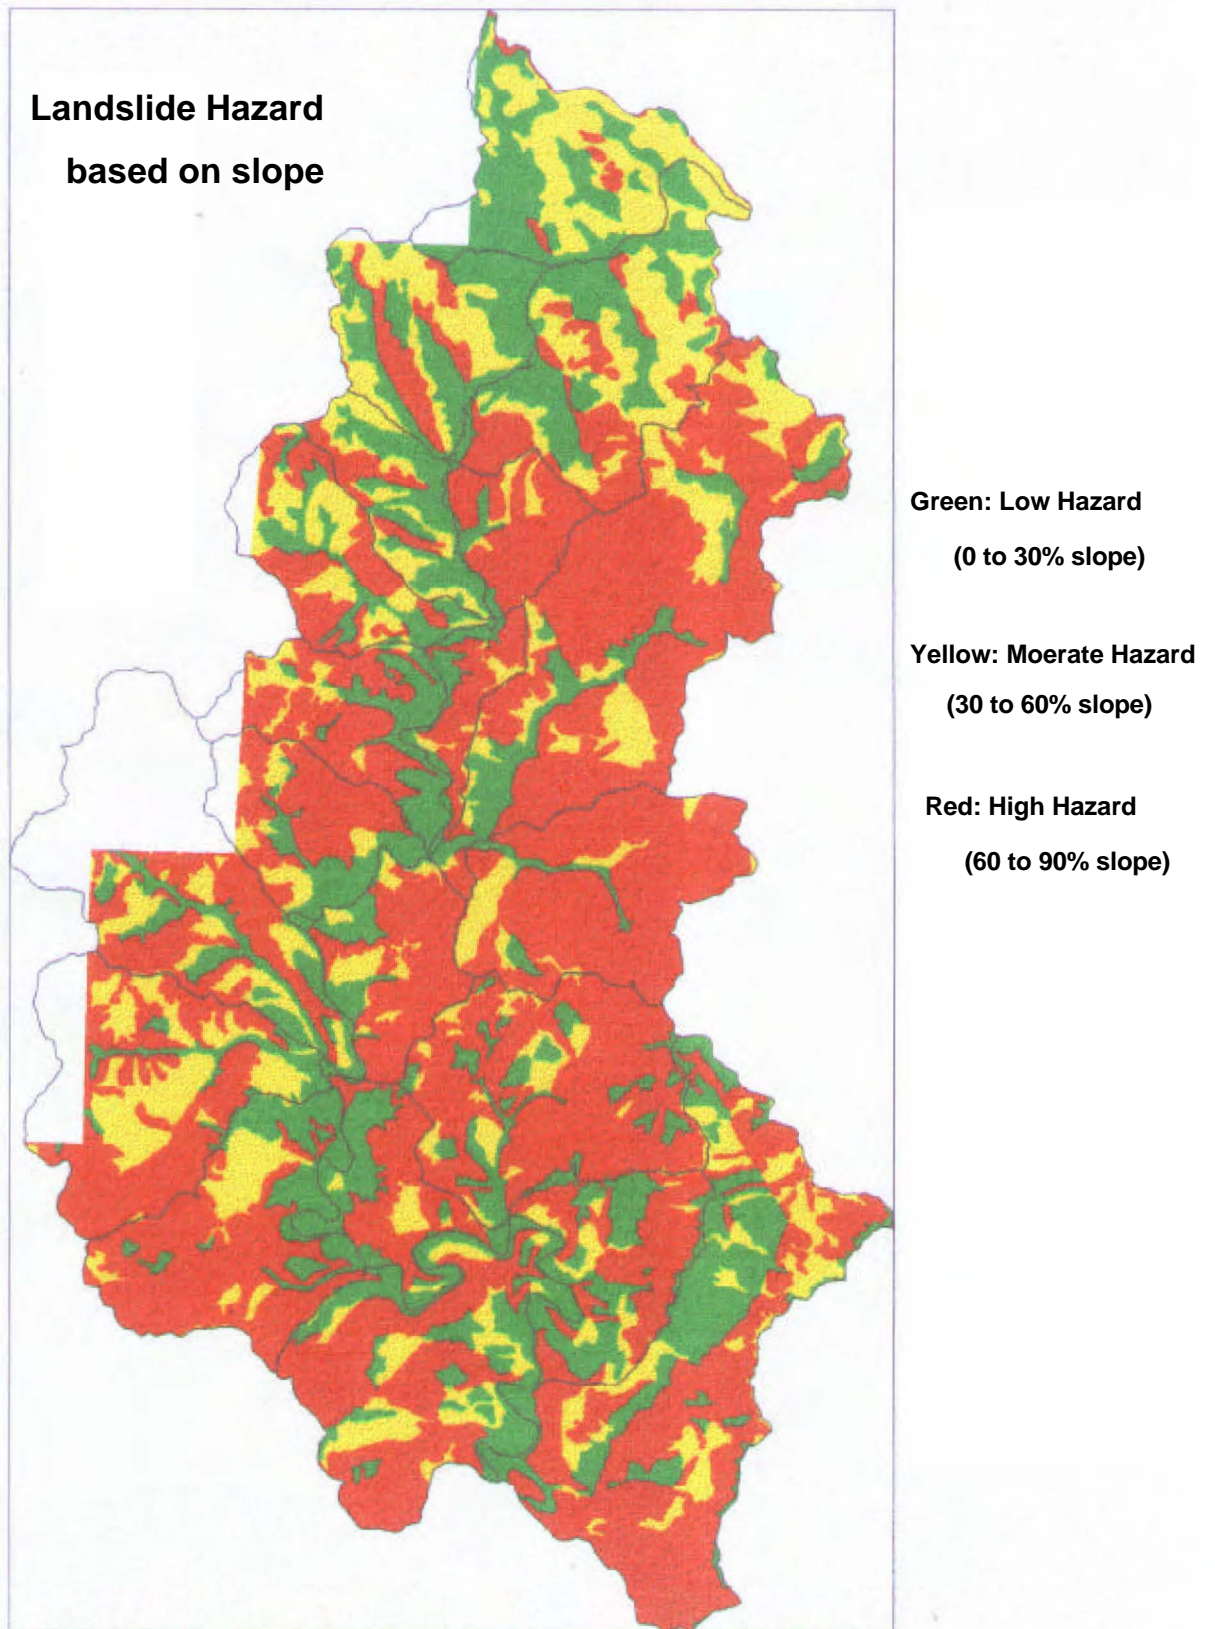 Landslide Hazard
based on slope
Green: Low Hazard
(0 to 30% slope)
Yellow: Moerate Hazard
(30 to 60% slope)
Red: High Hazard
(60 to 90% slope)